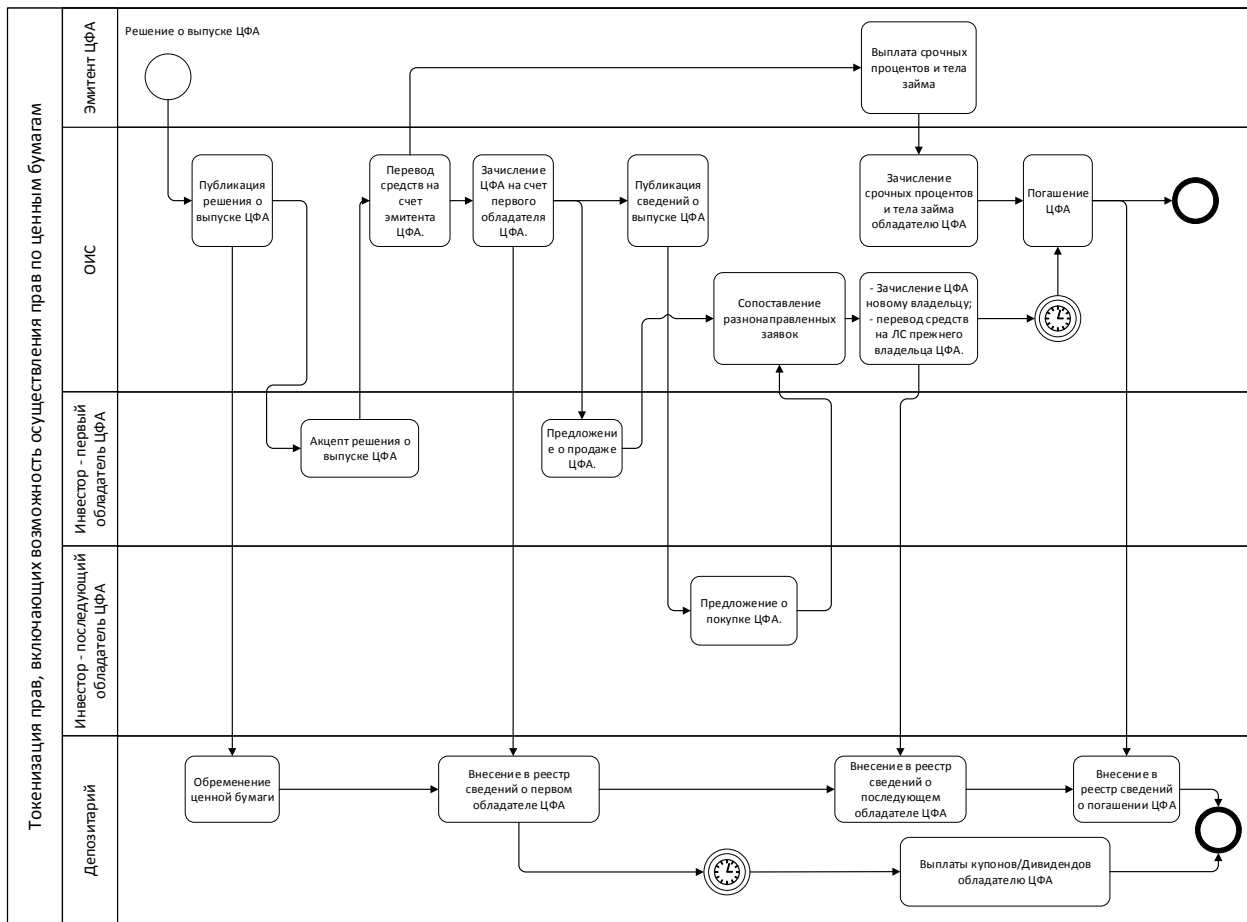 Токенизация прав, включающих возможность осуществления прав по ценным бумагам
Эмитент ЦФА
Решение о выпуске ЦФА
Выплата срочных
процентов и тела
займа
ОИС
Публикация
решения о
выпуске ЦФА
Перевод
средств на
счет
эмитента
ЦФА.
Зачисление
ЦФА на счет
первого
обладателя
ЦФА.
Публикация
сведений о
выпуске ЦФА
Зачисление
срочных процентов
и тела займа
обладателю ЦФА
Погашение
ЦФА
Сопоставление
разнонаправленных
заявок
- Зачисление ЦФА
новому владельцу;
- перевод средств
на ЛС прежнего
владельца ЦФА.
Инвестор - первый
обладатель ЦФА
Акцепт решения о
выпуске ЦФА
Предложени
е о продаже
ЦФА.
Инвестор - последующий
обладатель ЦФА
Предложение о
покупке ЦФА.
Депозитарий
Обременение
ценной бумаги
Внесение в реестр
сведений о первом
обладателе ЦФА
Внесение в реестр
сведений о
последующем
обладателе ЦФА
Внесение в
реестр сведений
о погашении ЦФА
Выплаты купонов/Дивидендов
обладателю ЦФА